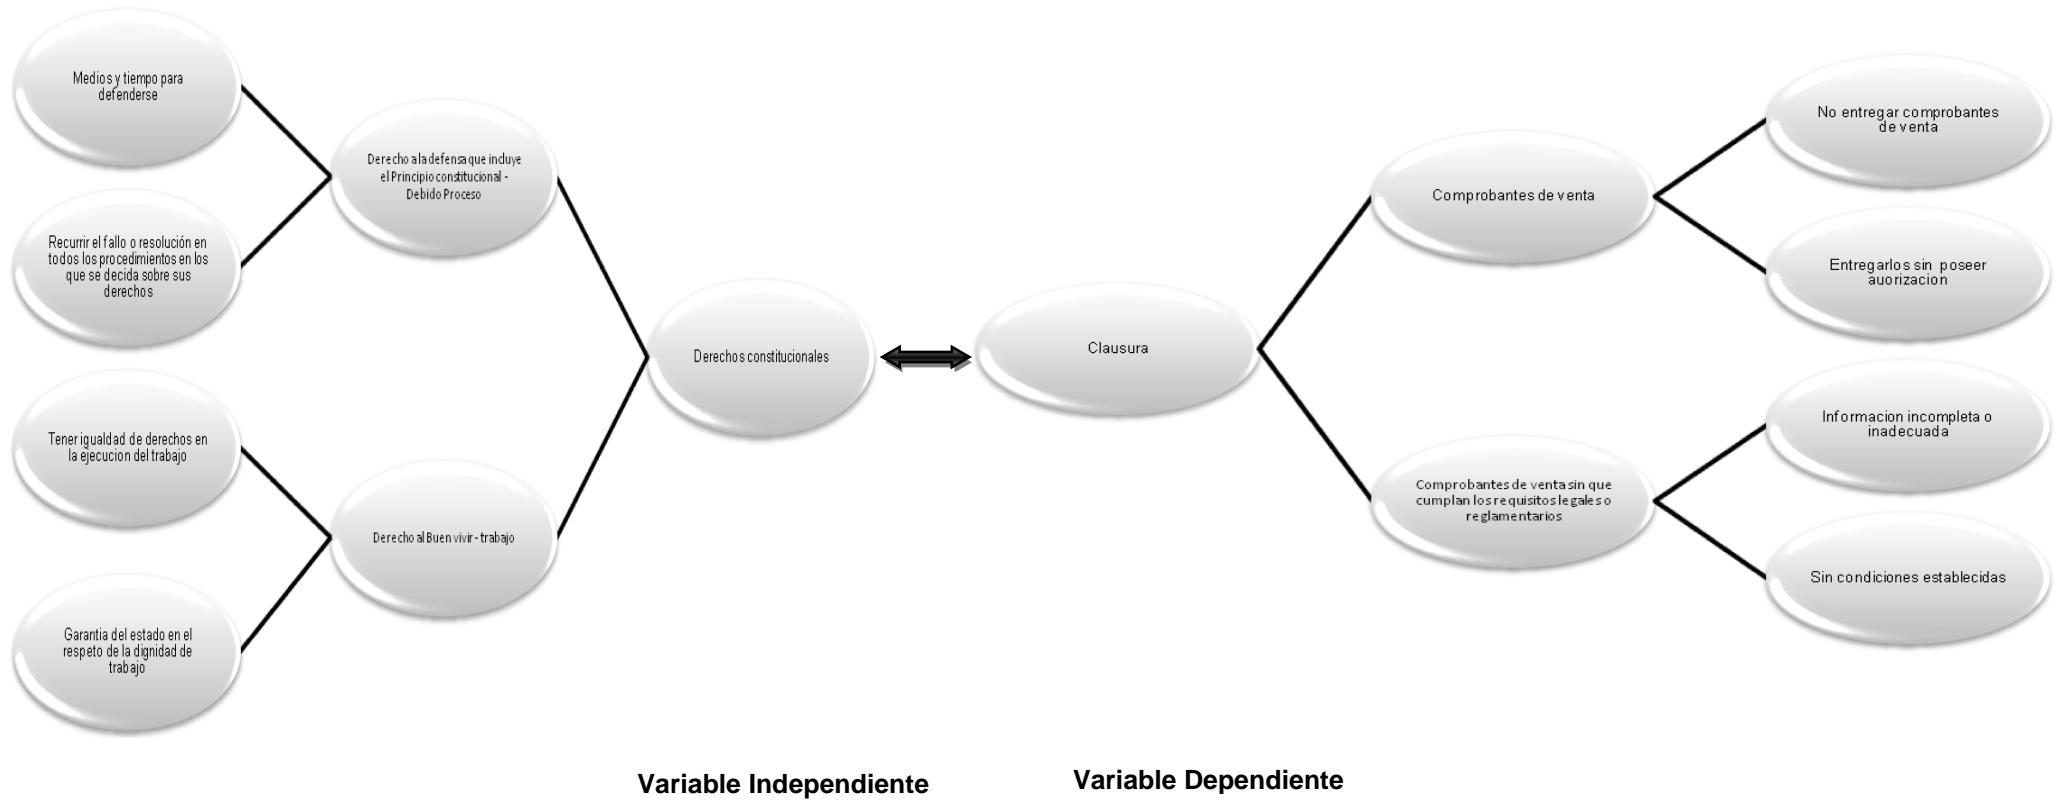 Medios y tiempo para
defenderse
Recurrir el fallo o resolución en
todos los procedimientos en los
que se decida sobre sus
derechos
Tener igualdad de derechos en
la ejecucion del trabajo
Garantia del estado en el
respeto de la dignidad de
trabajo
Derecho a la defensa que incluye
el Principio constitucional -
Debido Proceso
Derecho al Buen vivir - trabajo
Derechos constitucionales
Clausura
Comprobantes de venta
Comprobantes de venta sin que
cumplan los requisitos legales o
reglamentarios
No entregar comprobantes
de venta
Entregarlos sin poseer
auorizacion
Informacion incompleta o
inadecuada
Sin condiciones establecidas
Variable Independiente
Variable Dependiente